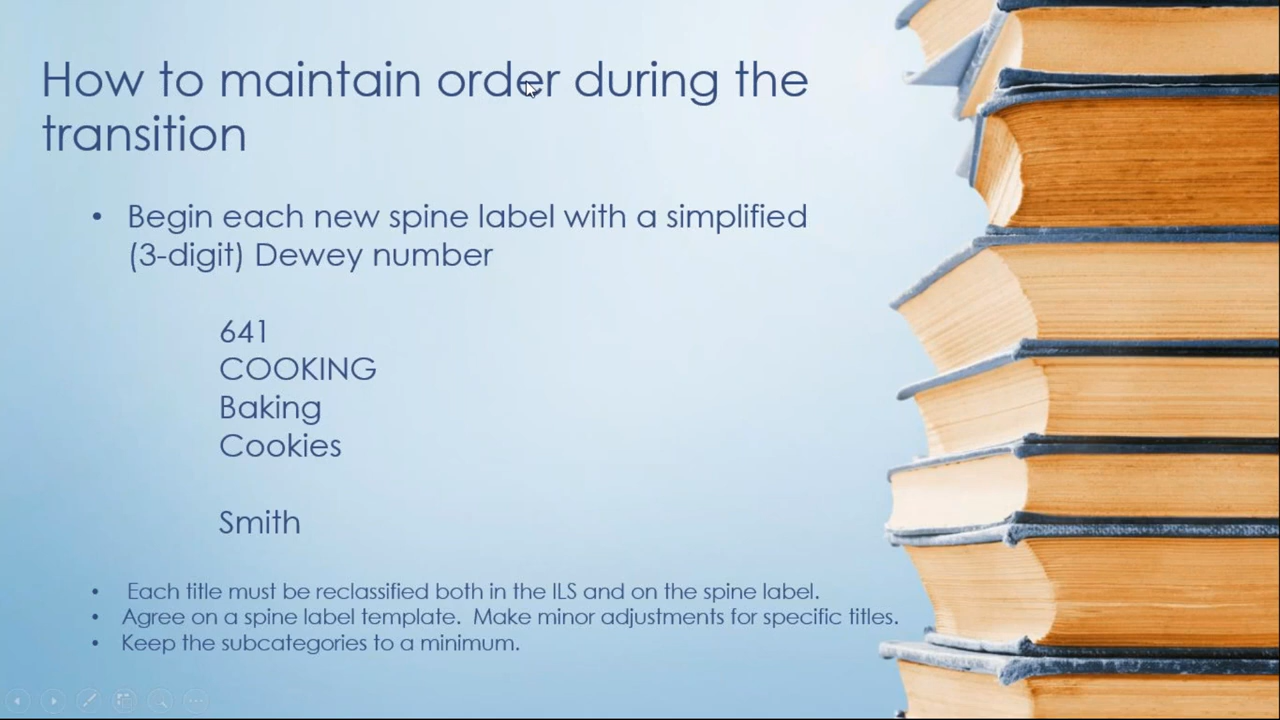 How to maintain order during the
transition
• Begin each new spine label with a simplified
(3-digit) Dewey number
641
COOKING
Baking
Cookies
Smith
• Each title must be reclassified both in the ILS and on the spine label.
• Agree on a spine label template.  Make minor adjustments for specific titles.
• Keep the subcategories to a minimum.